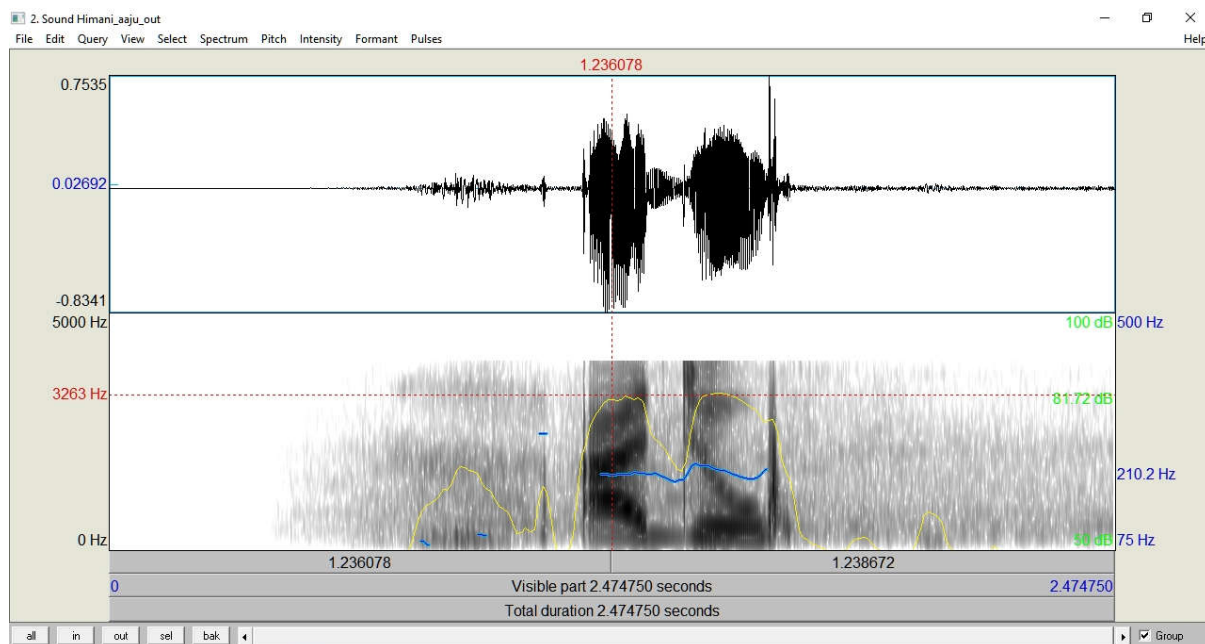 2. Sound Himani_aaju_out
File Edit Query View Select Spectrum Pitch Intensity Formant Pulses Help
1.236078
0.7535
0.02692
-0.8341
5000 Hz 100 dB 500 Hz
3263 Hz 81.72 dB
210.2 Hz
0 Hz 50 dB 75 Hz
1.236078 1.238672
0 Visible part 2.474750 seconds 2.474750
Total duration 2.474750 seconds
all in out sel bak Group